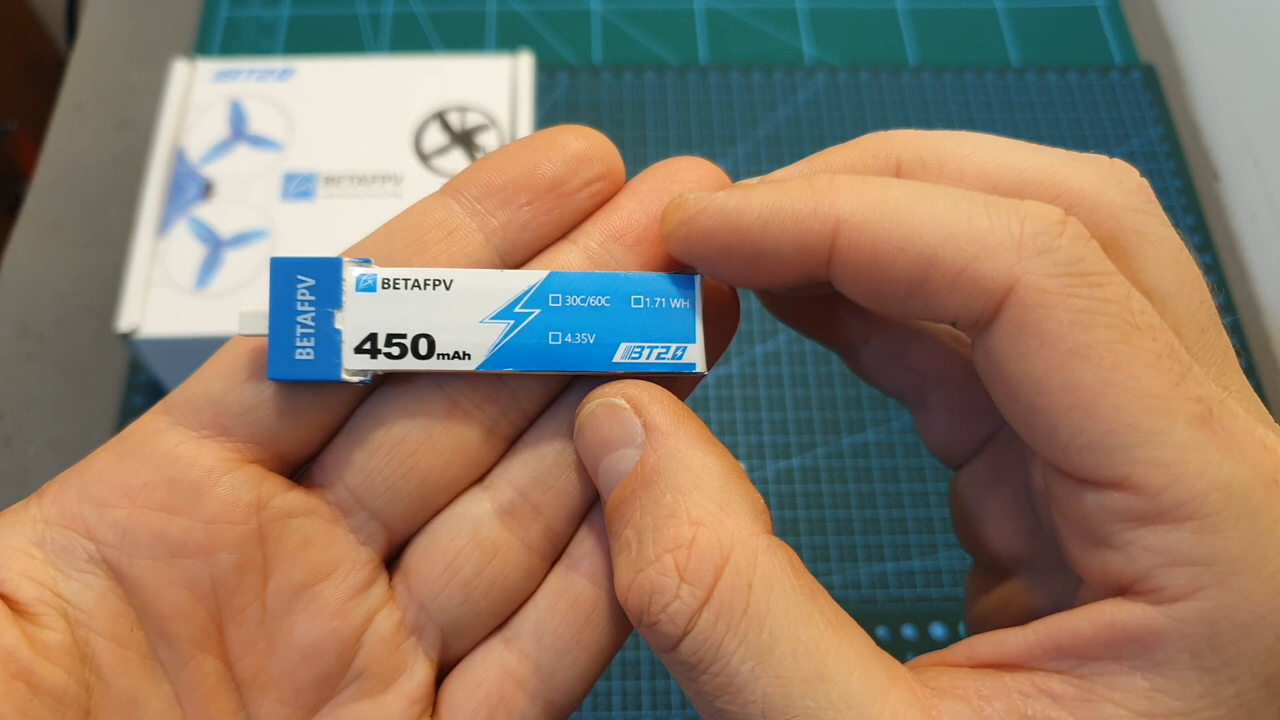 BT2.0
BETAFPV
BETAFPV
BETAFPV
450mAh
30C/60C
1.71 WH
4.35V
BT2.0